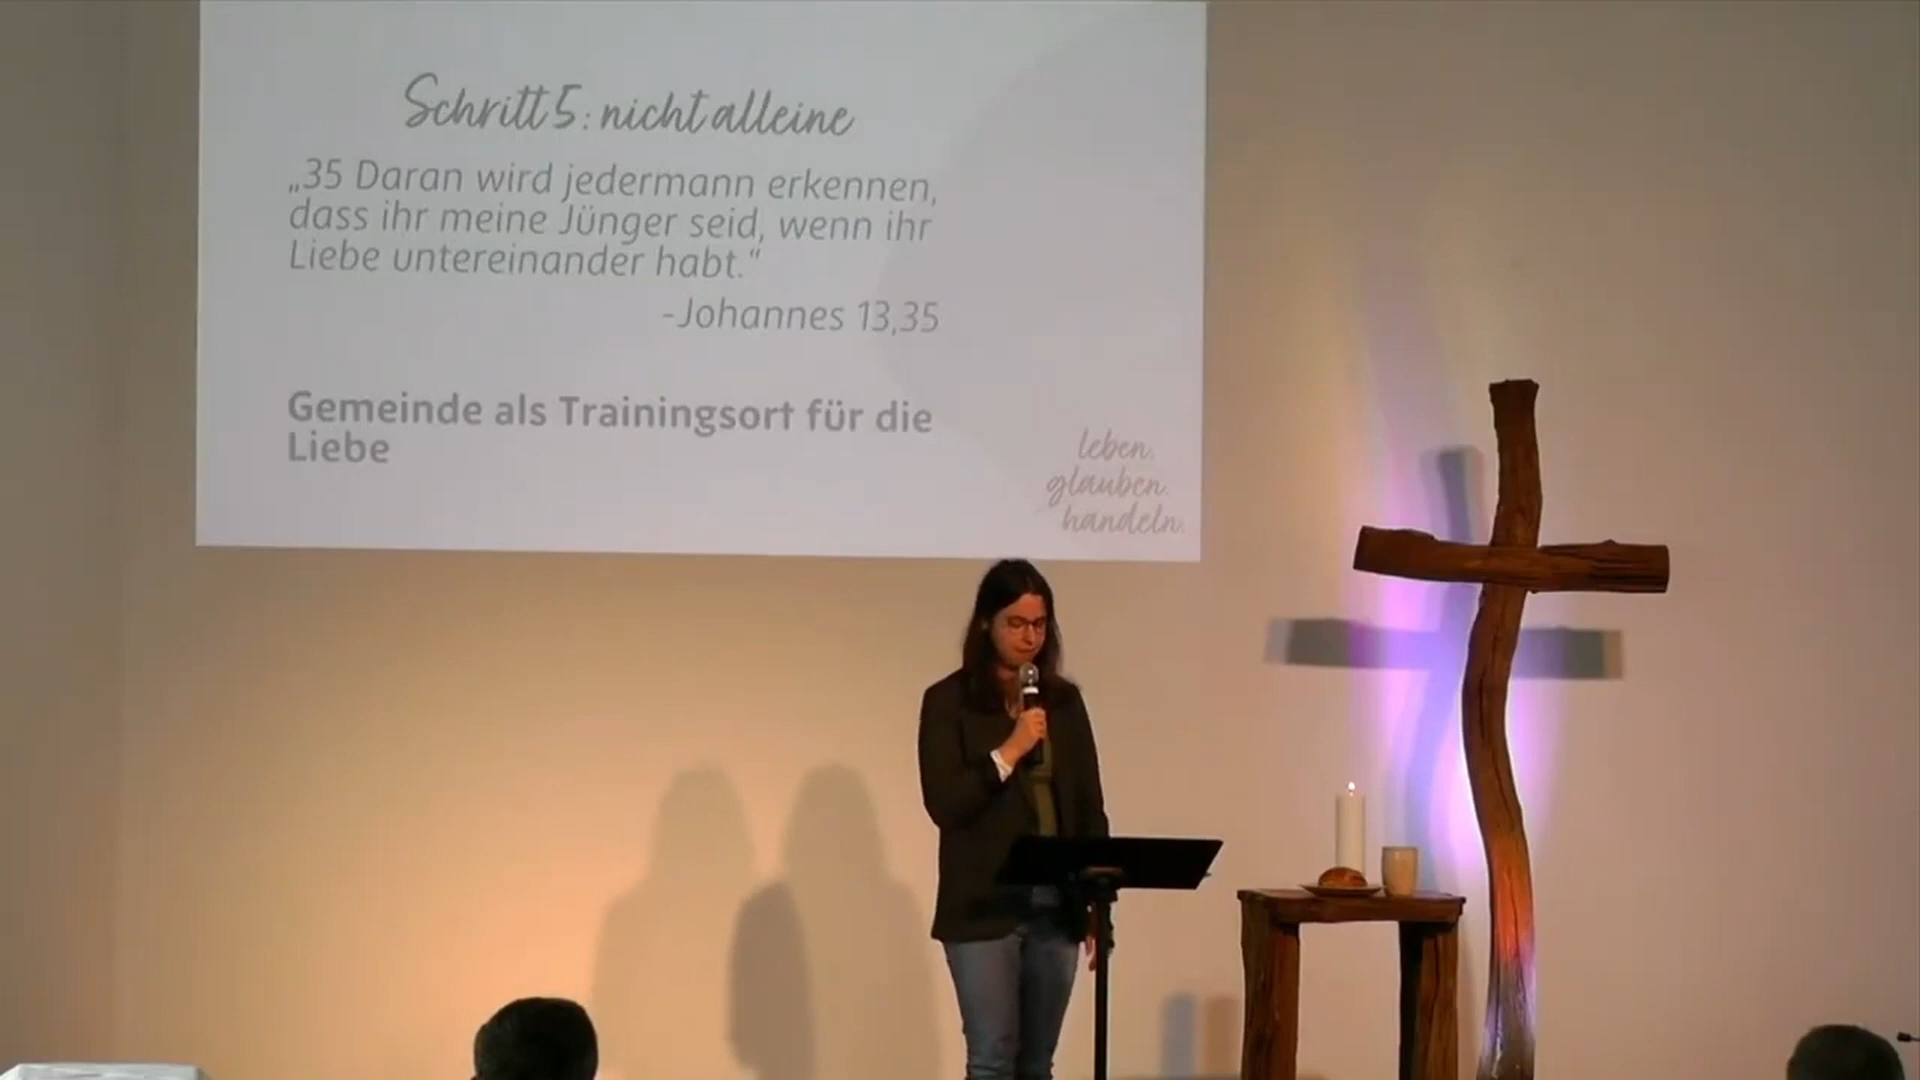 Schritt 5: nicht alleine
„35 Daran wird jedermann erkennen,
dass ihr meine Jünger seid, wenn ihr
Liebe untereinander habt.“
-Johannes 13,35
Gemeinde als Trainingsort für die
Liebe
leben.
glauben.
handeln.